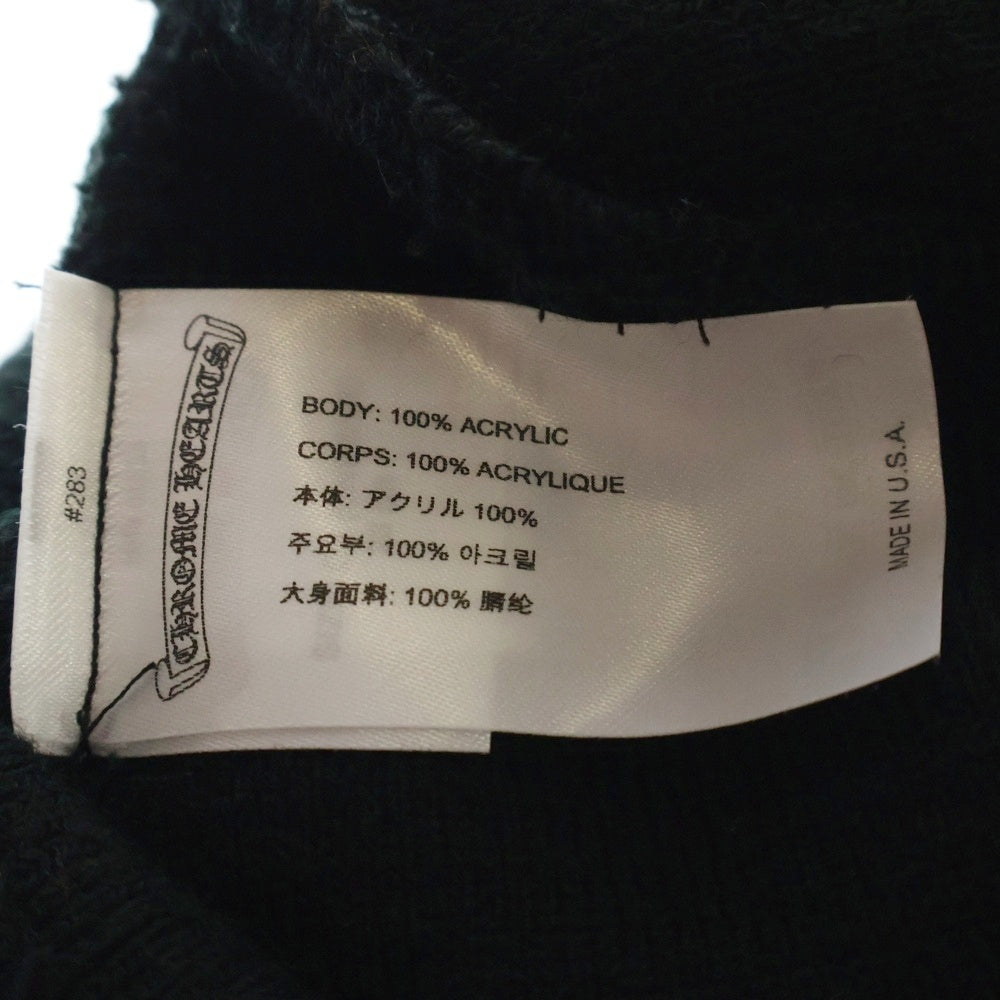 #283
CHROME HEARTS
BODY: 100% ACRYLIC
CORPS: 100% ACRYLIQUE
本体: アクリル 100%
주요부: 100% 아크릴
大身面料: 100% 腈纶
MADE IN U.S.A.